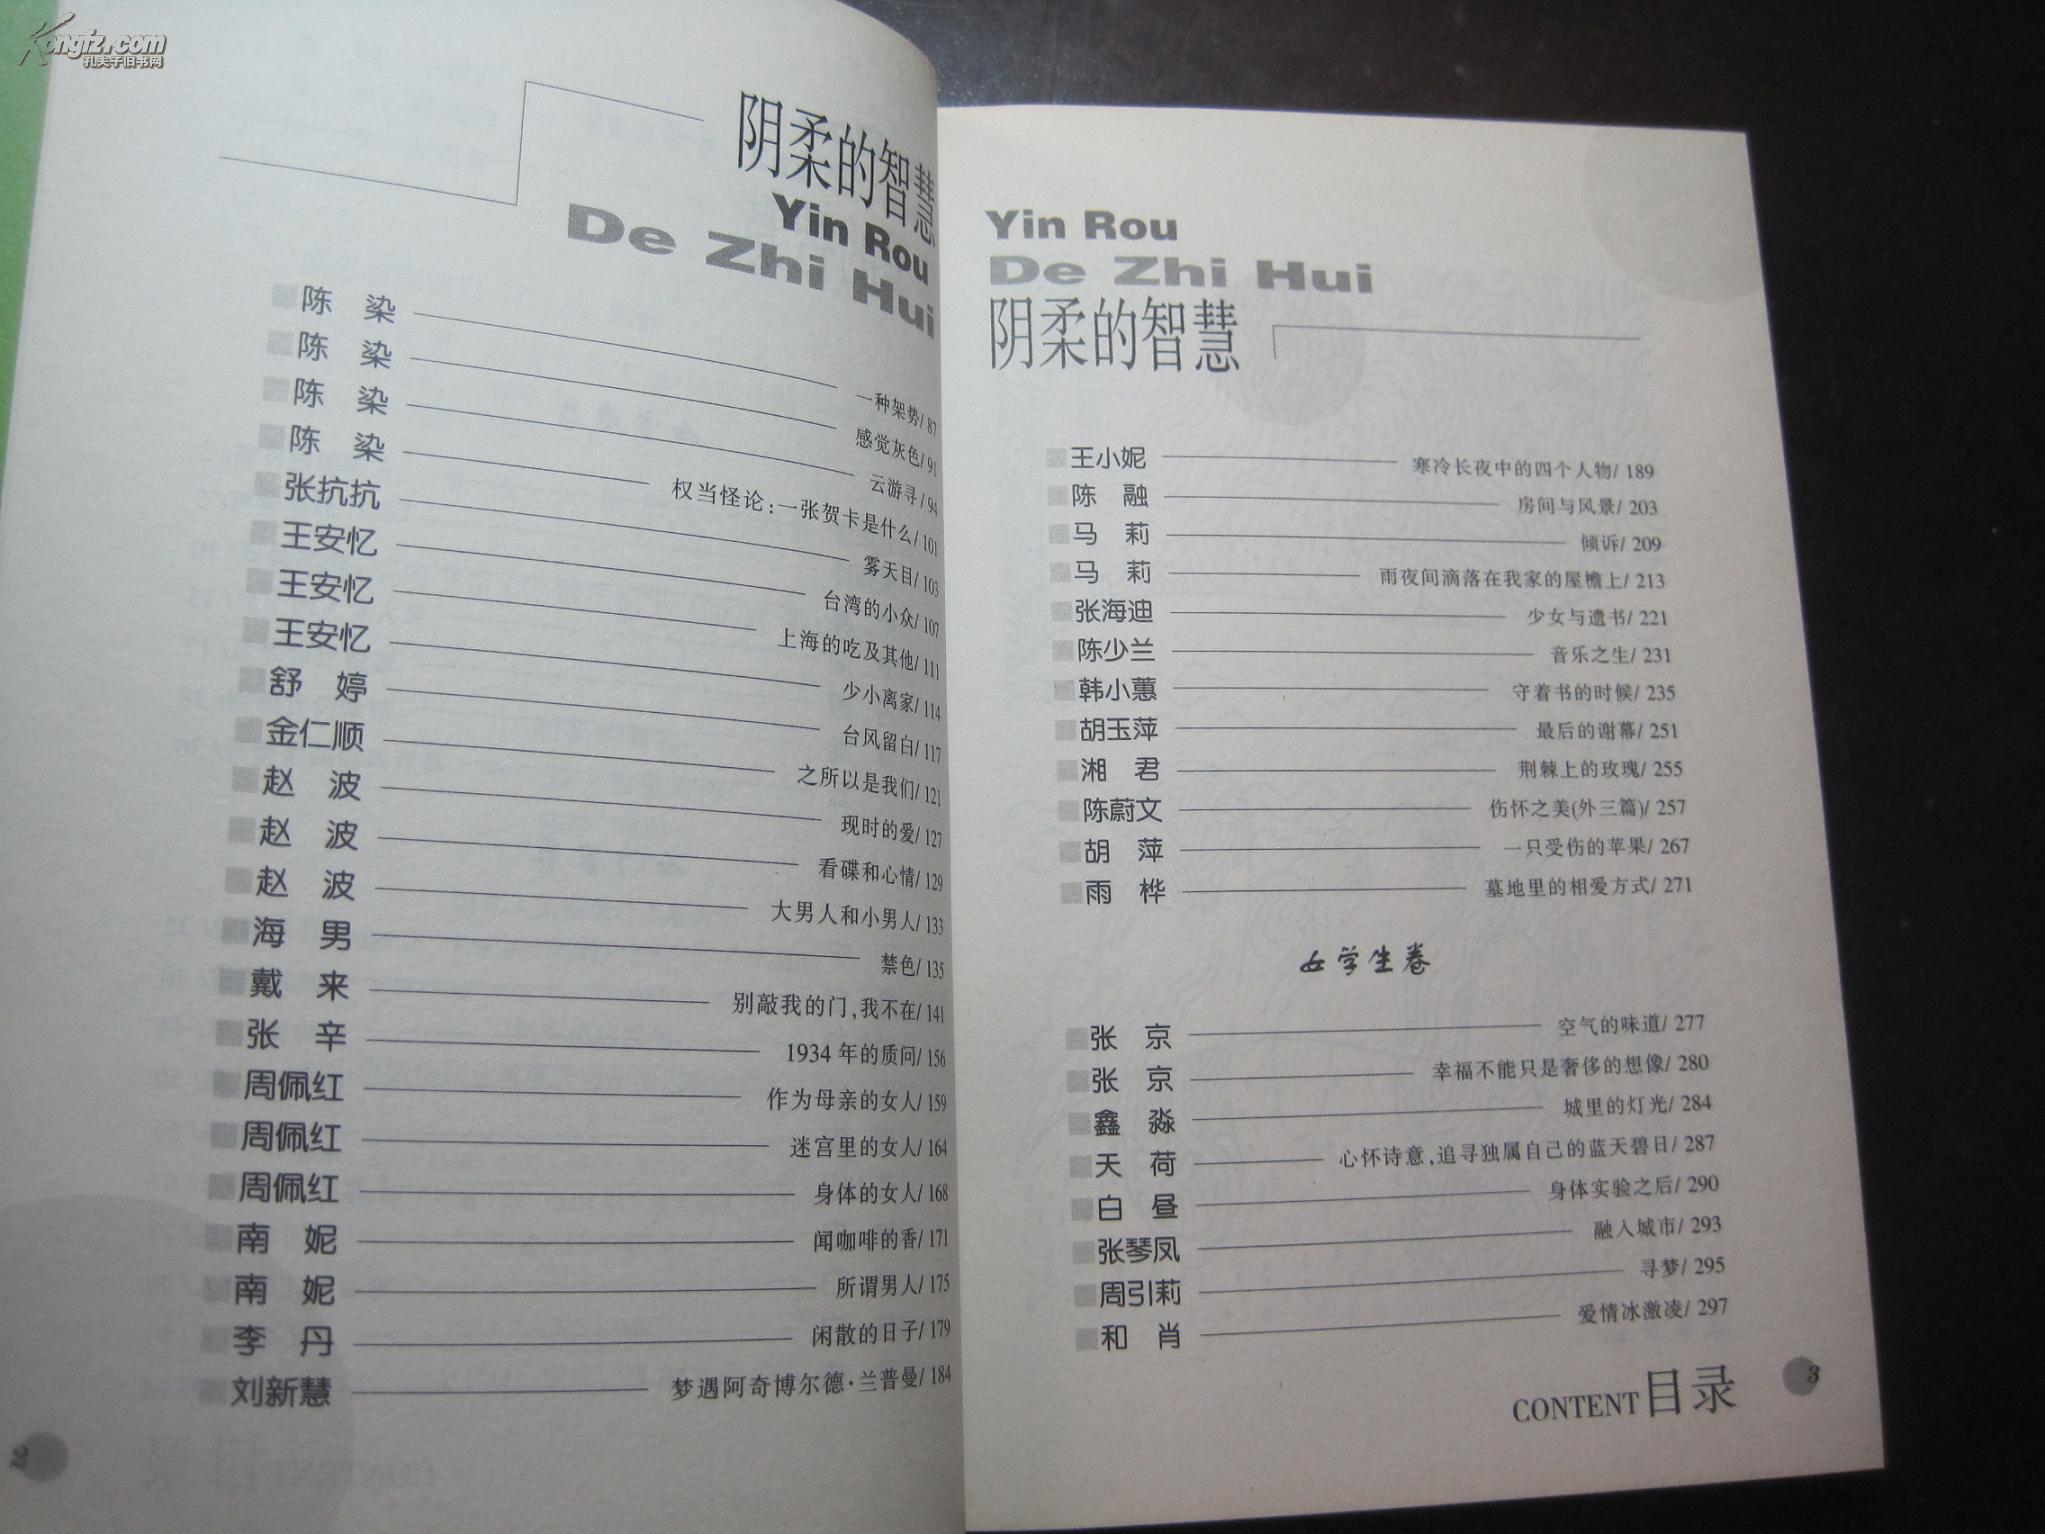 Kongfz.com
孔夫子旧书网
阴柔的智慧
Yin Rou
De Zhi Hui
陈 染 一种架势/ 87
陈 染 感觉灰色/ 91
陈 染 云游寻/ 94
陈 染 权当怪论:一张贺卡是什么/ 101
张抗抗 雾天目/ 103
王安忆 台湾的小众/ 107
王安忆 上海的吃及其他/ 111
王安忆 少小离家/ 114
舒 婷 台风留白/ 117
金仁顺 之所以是我们/ 121
赵 波 现时的爱/ 127
赵 波 看碟和心情/ 129
赵 波 大男人和小男人/ 133
海 男 禁色/ 135
戴 来 别敲我的门,我不在/ 141
张 辛 1934 年的质问/ 156
周佩红 作为母亲的女人/ 159
周佩红 迷宫里的女人/ 164
周佩红 身体的女人/ 168
南 妮 闻咖啡的香/ 171
南 妮 所谓男人/ 175
李 丹 闲散的日子/ 179
刘新慧 梦遇阿奇博尔德·兰普曼/ 184
2
Yin Rou
De Zhi Hui
阴柔的智慧
王小妮 寒冷长夜中的四个人物/ 189
陈 融 房间与风景/ 203
马 莉 倾诉/ 209
马 莉 雨夜间滴落在我家的屋檐上/ 213
张海迪 少女与遗书/ 221
陈少兰 音乐之生/ 231
韩小蕙 守着书的时候/ 235
胡玉萍 最后的谢幕/ 251
湘 君 荆棘上的玫瑰/ 255
陈蔚文 伤怀之美(外三篇)/ 257
胡 萍 一只受伤的苹果/ 267
雨 桦 墓地里的相爱方式/ 271
女学生卷
张 京 空气的味道/ 277
张 京 幸福不能只是奢侈的想像/ 280
鑫 淼 城里的灯光/ 284
天 荷 心怀诗意,追寻独属自己的蓝天碧日/ 287
白 昼 身体实验之后/ 290
张琴凤 融入城市/ 293
周引莉 寻梦/ 295
和 肖 爱情冰激凌/ 297
CONTENT 目录
3